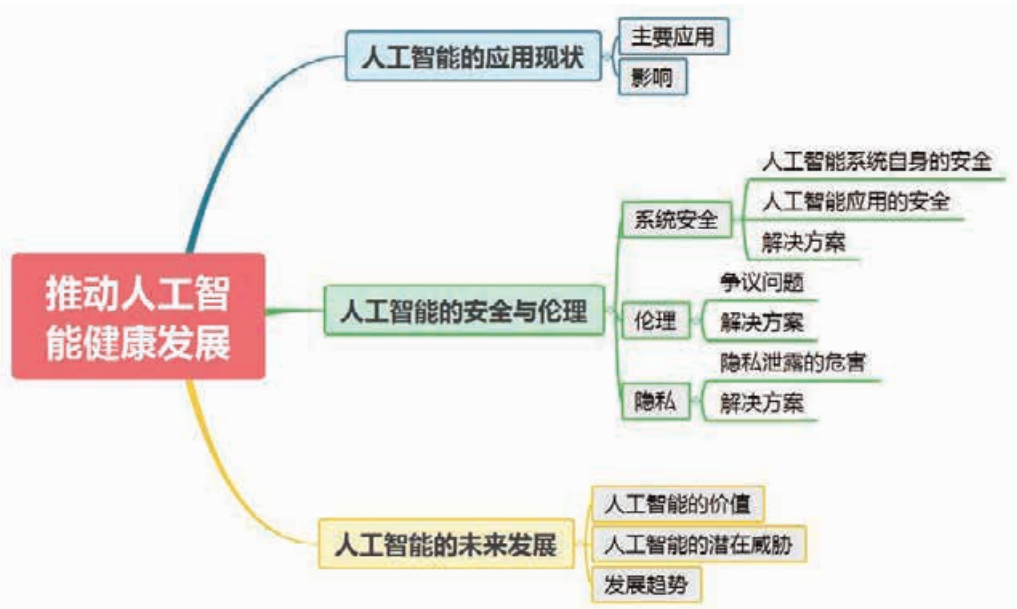 推动人工智
能健康发展
人工智能的应用现状
主要应用
影响
人工智能的安全与伦理
系统安全
人工智能系统自身的安全
人工智能应用的安全
解决方案
伦理
争议问题
解决方案
隐私
隐私泄露的危害
解决方案
人工智能的未来发展
人工智能的价值
人工智能的潜在威胁
发展趋势